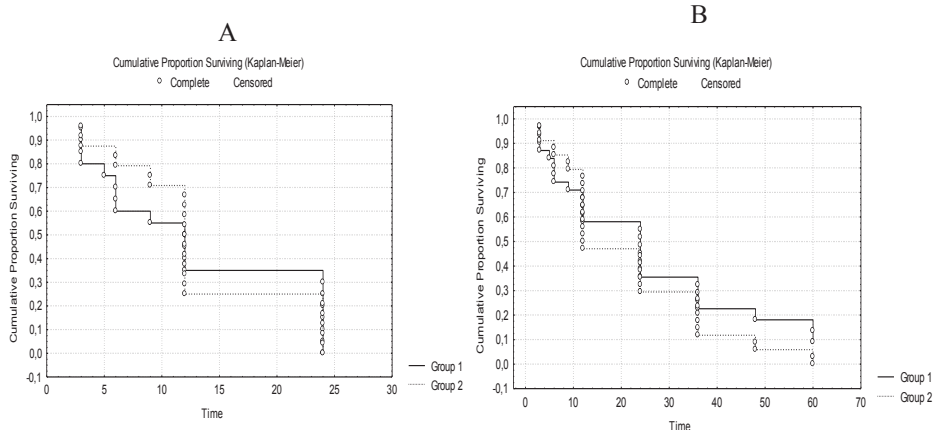 A
Cumulative Proportion Surviving (Kaplan-Meier)
Complete Censored
Cumulative Proportion Surviving
1,0
0,9
0,8
0,7
0,6
0,5
0,4
0,3
0,2
0,1
0,0
-0,1
0 5 10 15 20 25 30
Time
Group 1
Group 2
B
Cumulative Proportion Surviving (Kaplan-Meier)
Complete Censored
Cumulative Proportion Surviving
1,0
0,9
0,8
0,7
0,6
0,5
0,4
0,3
0,2
0,1
0,0
-0,1
0 10 20 30 40 50 60 70
Time
Group 1
Group 2